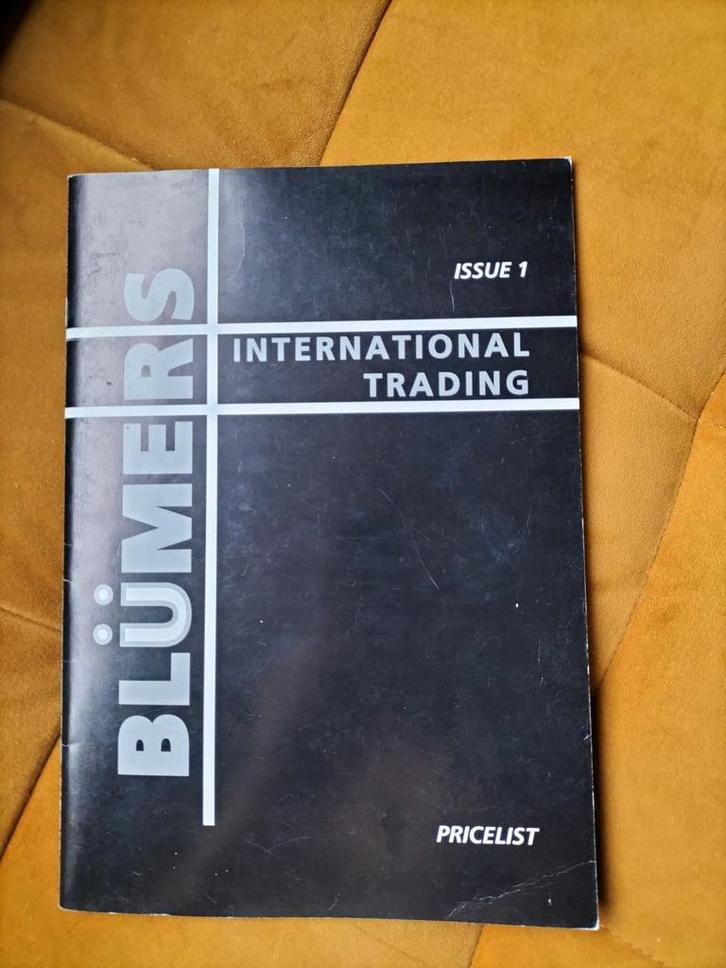 BLÜMERS
ISSUE 1
INTERNATIONAL
TRADING
PRICELIST